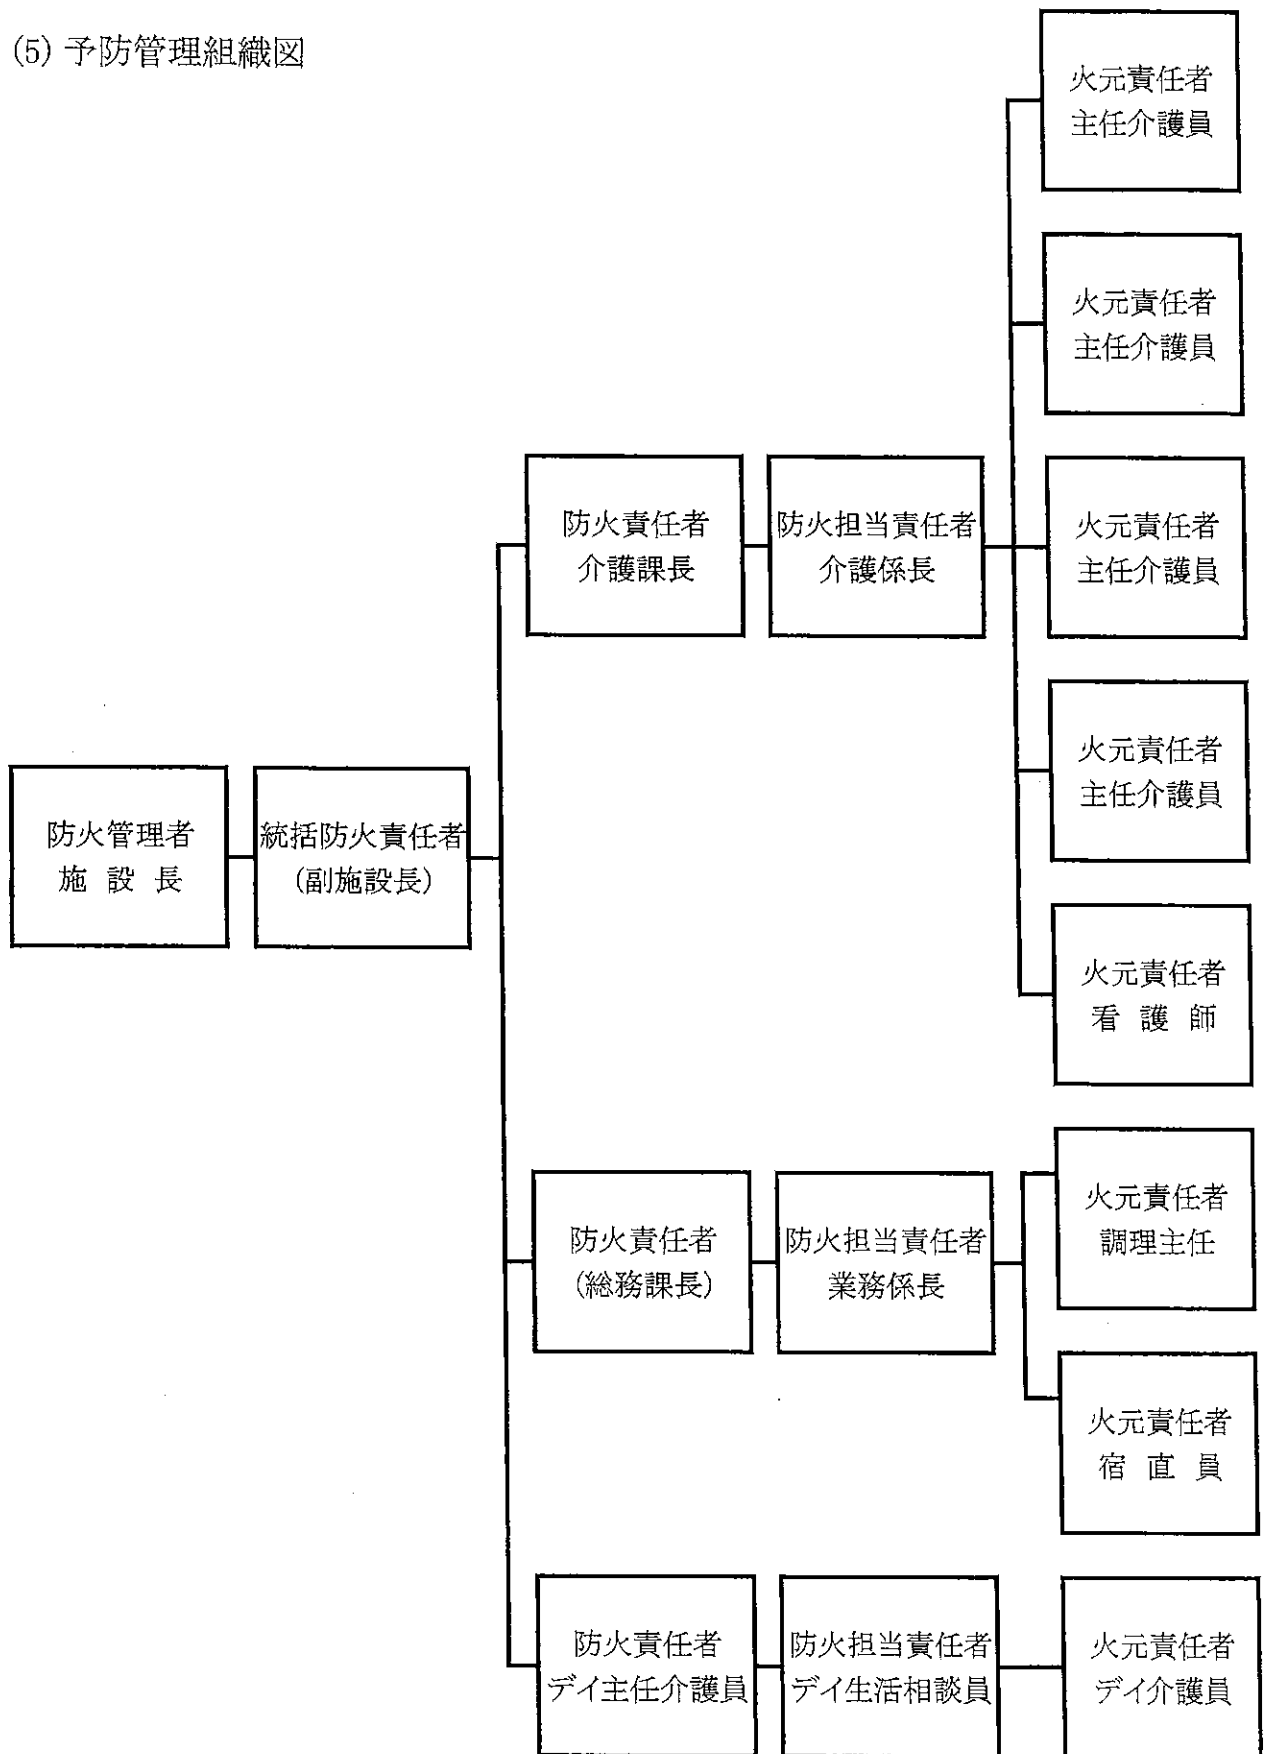 (5) 予防管理組織図
防火管理者
施 設 長
統括防火責任者
(副施設長)
防火責任者
介護課長
防火担当責任者
介護係長
火元責任者
主任介護員
火元責任者
主任介護員
火元責任者
主任介護員
火元責任者
主任介護員
火元責任者
看 護 師
防火責任者
(総務課長)
防火担当責任者
業務係長
火元責任者
調理主任
火元責任者
宿 直 員
防火責任者
デイ主任介護員
防火担当責任者
デイ生活相談員
火元責任者
デイ介護員